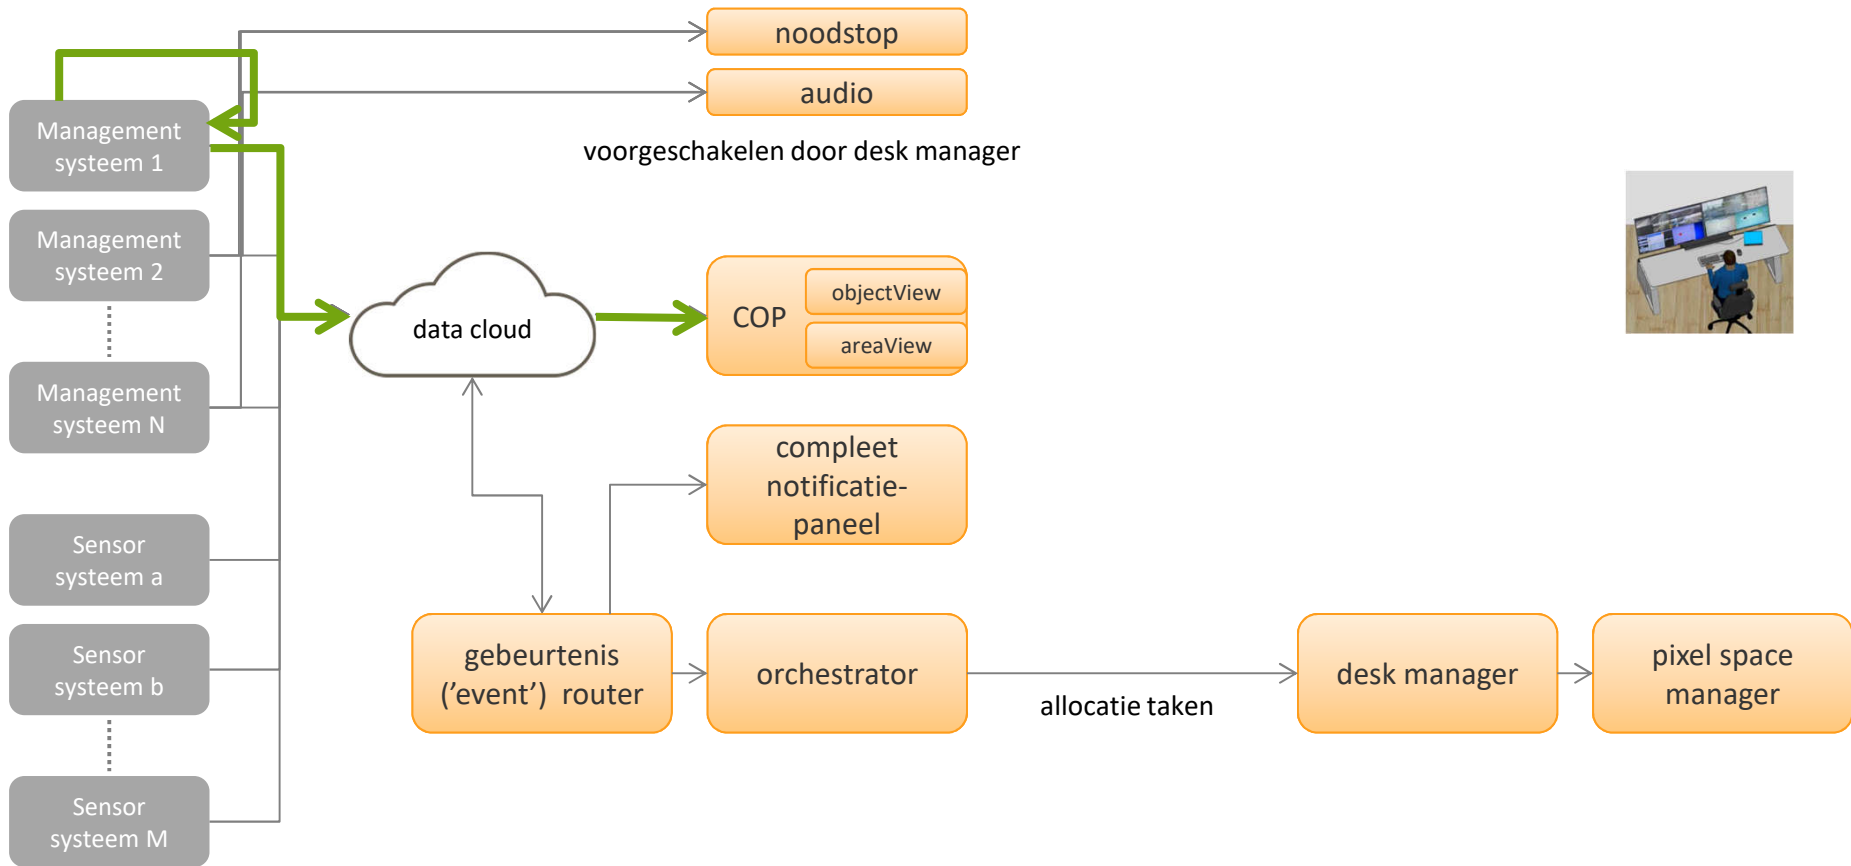 noodstop
audio
voorgeschakelen door desk manager
Management
systeem 1
Management
systeem 2
Management
systeem N
Sensor
systeem a
Sensor
systeem b
Sensor
systeem M
data cloud
COP
objectView
areaView
compleet
notificatie-
paneel
gebeurtenis
('event') router
orchestrator
allocatie taken
desk manager
pixel space
manager